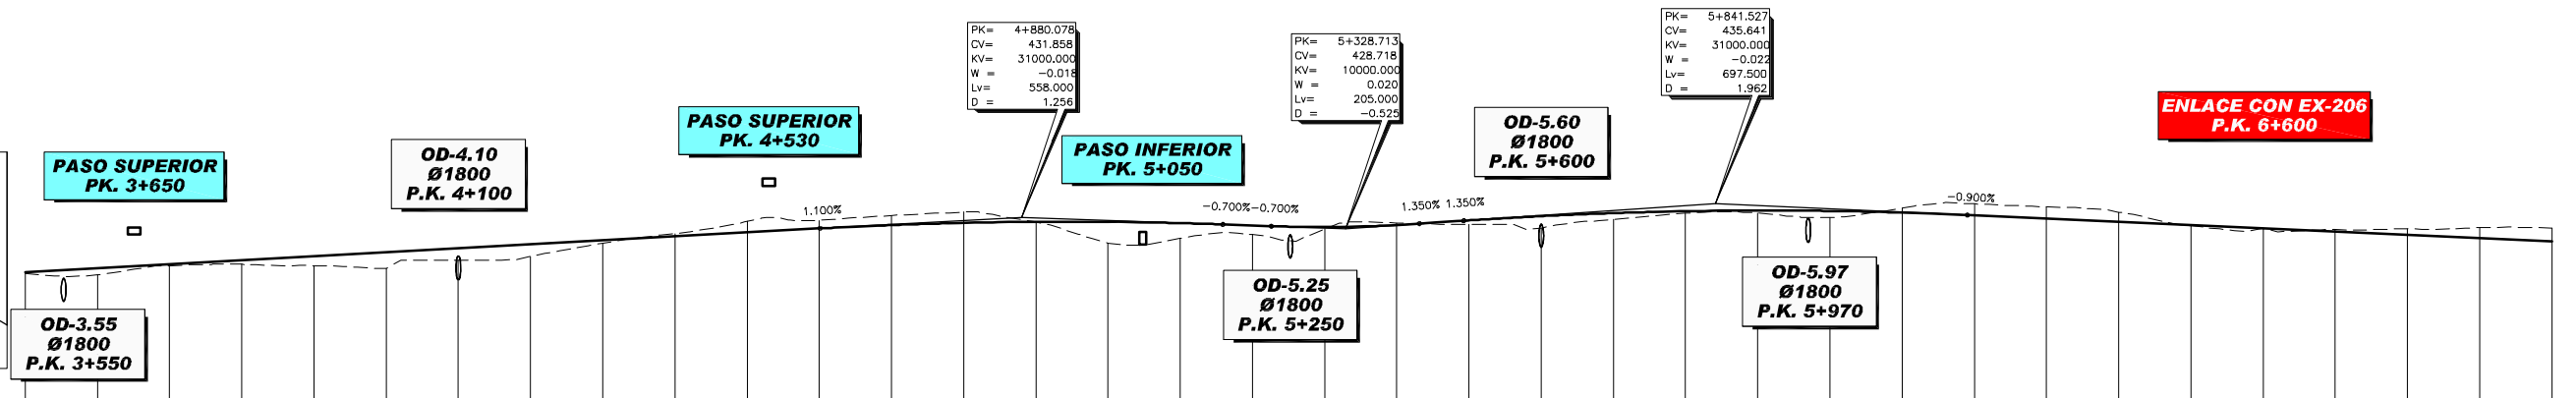 PASO SUPERIOR
PK. 3+650
OD-3.55
Ø1800
P.K. 3+550
OD-4.10
Ø1800
P.K. 4+100
PASO SUPERIOR
PK. 4+530
1.100%
PK= 4+880.078
CV= 431.858
KV= 31000.000
W = -0.018
Lv= 558.000
D = 1.256
PASO INFERIOR
PK. 5+050
-0.700%
-0.700%
OD-5.25
Ø1800
P.K. 5+250
PK= 5+328.713
CV= 428.718
KV= 10000.000
W = 0.020
Lv= 205.000
D = -0.525
1.350%
1.350%
OD-5.60
Ø1800
P.K. 5+600
PK= 5+841.527
CV= 435.641
KV= 31000.000
W = -0.022
Lv= 697.500
D = 1.962
OD-5.97
Ø1800
P.K. 5+970
-0.900%
ENLACE CON EX-206
P.K. 6+600